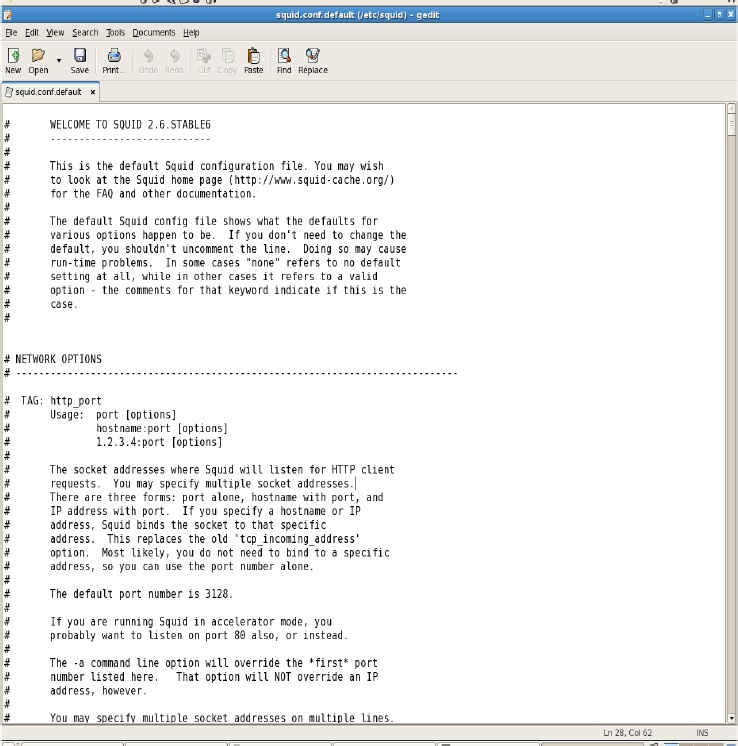 squid.conf.default (/etc/squid) - gedit
File Edit View Search Tools Documents Help
New Open Save Print... Undo Redo Cut Copy Paste Find Replace
squid.conf.default
#       WELCOME TO SQUID 2.6.STABLE6
#       ----------------------------
#
#       This is the default Squid configuration file. You may wish
#       to look at the Squid home page (http://www.squid-cache.org/)
#       for the FAQ and other documentation.
#
#       The default Squid config file shows what the defaults for
#       various options happen to be.  If you don't need to change the
#       default, you shouldn't uncomment the line.  Doing so may cause
#       run-time problems.  In some cases "none" refers to no default
#       setting at all, while in other cases it refers to a valid
#       option - the comments for that keyword indicate if this is the
#       case.
#
# NETWORK OPTIONS
# -----------------------------------------------------------------------------
#  TAG: http_port
#       Usage:  port [options]
#               hostname:port [options]
#               1.2.3.4:port [options]
#
#       The socket addresses where Squid will listen for HTTP client
#       requests.  You may specify multiple socket addresses.
#       There are three forms: port alone, hostname with port, and
#       IP address with port.  If you specify a hostname or IP
#       address, Squid binds the socket to that specific
#       address.  This replaces the old 'tcp_incoming_address'
#       option.  Most likely, you do not need to bind to a specific
#       address, so you can use the port number alone.
#
#       The default port number is 3128.
#
#       If you are running Squid in accelerator mode, you
#       probably want to listen on port 80 also, or instead.
#
#       The -a command line option will override the *first* port
#       number listed here.   That option will NOT override an IP
#       address, however.
#
#       You may specify multiple socket addresses on multiple lines.
Ln 28, Col 62 INS